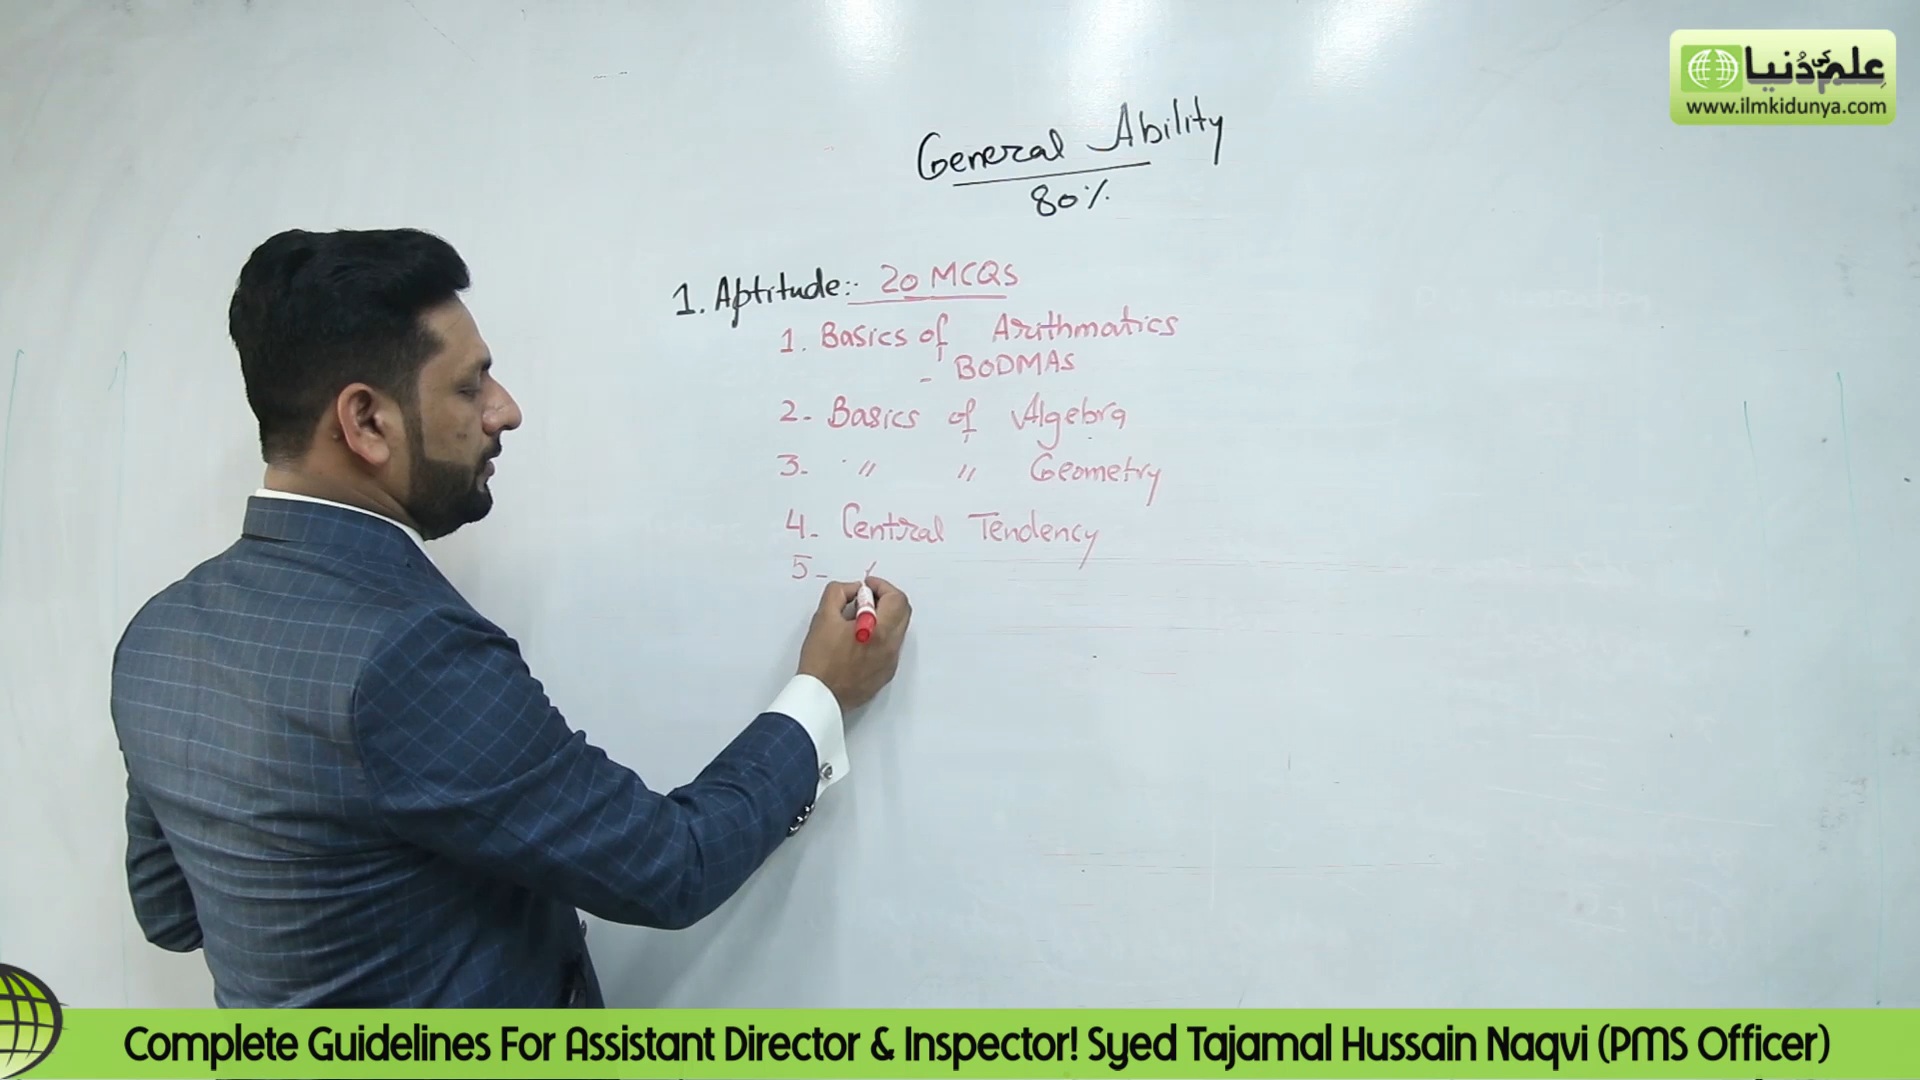 علم کی دُنیا
www.ilmkidunya.com
General Ability
80%
1. Aptitude:- 20 MCQs
1. Basics of Arithmatics
- BODMAS
2- Basics of Algebra
3- " " Geometry
4- Central Tendency
5-
Complete Guidelines For Assistant Director & Inspector! Syed Tajamal Hussain Naqvi (PMS Officer)